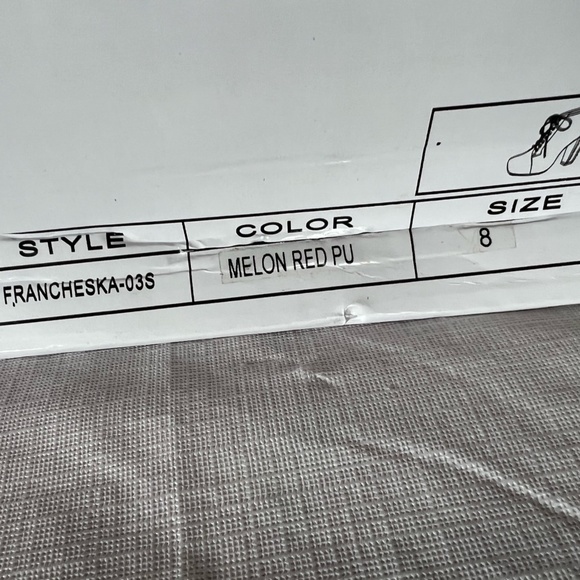 STYLE COLOR SIZE
FRANCHESKA-03S MELON RED PU 8